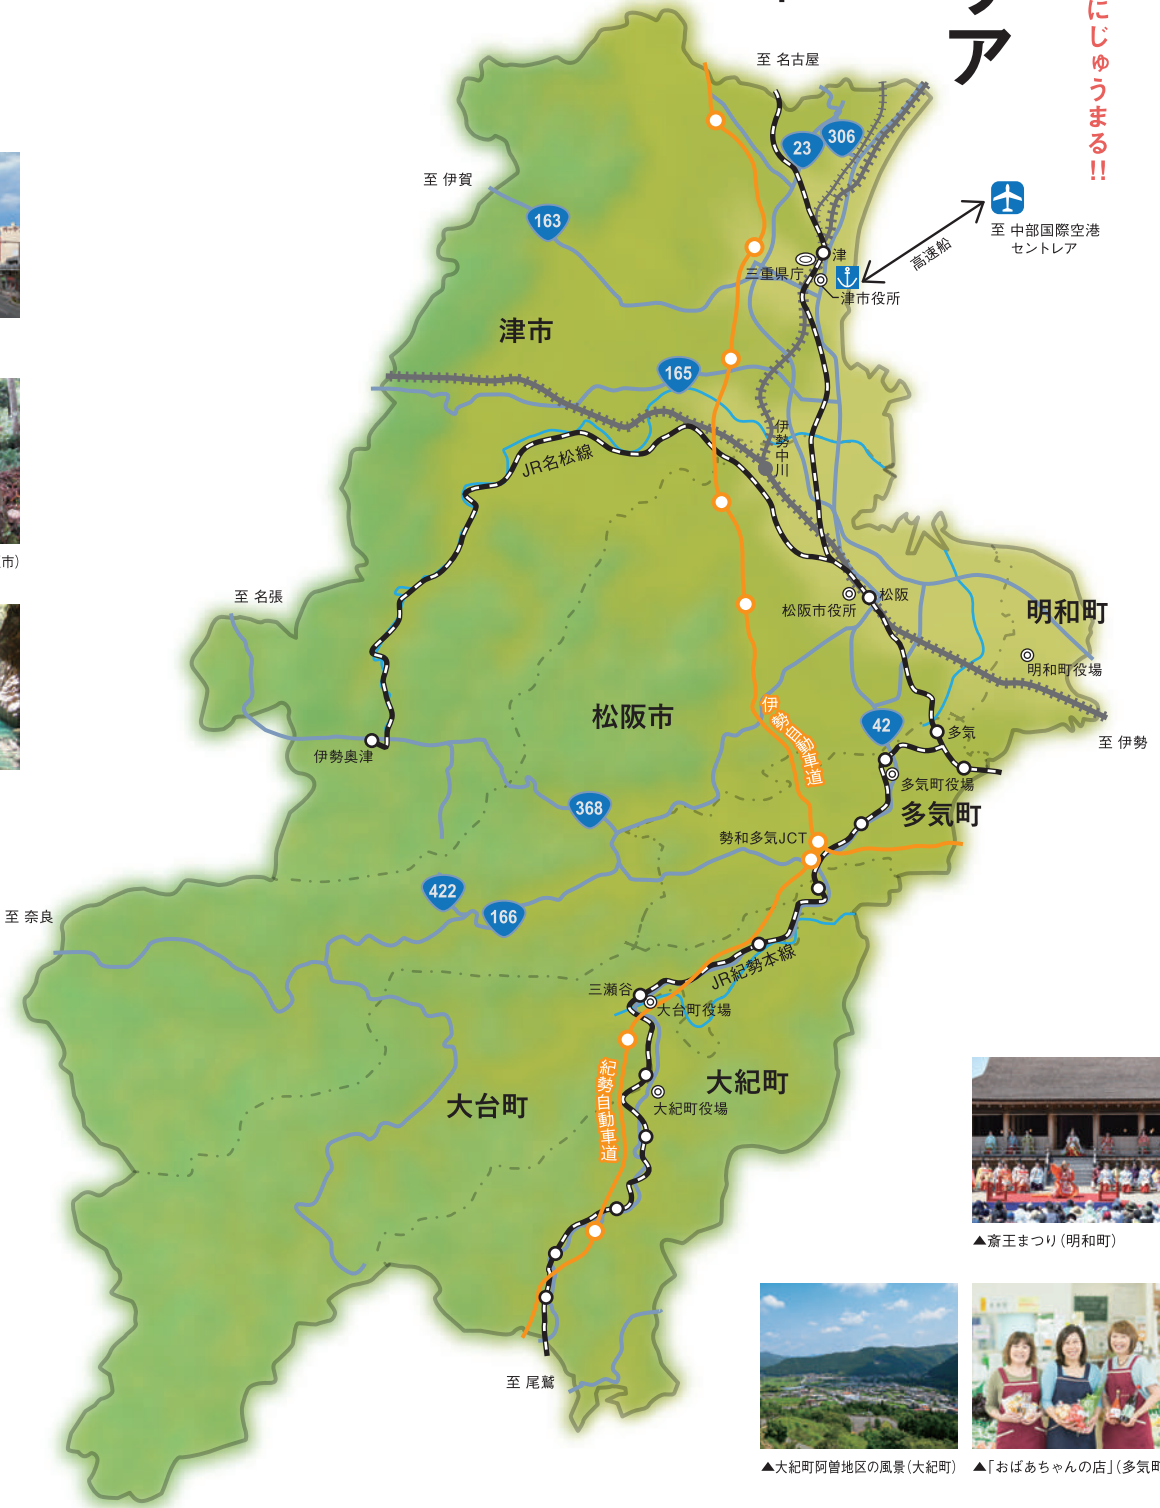 ア
にじゅうまる!!
至 名古屋
23
306
至 伊賀
163
至 中部国際空港
セントレア
高速船
津
三重県庁
津市役所
津市
165
伊勢中川
JR名松線
至 名張
松阪
松阪市役所
明和町
明和町役場
松阪市
伊勢自動車道
42
多気
至 伊勢
伊勢奥津
多気町役場
368
多気町
勢和多気JCT
422
166
至 奈良
JR紀勢本線
三瀬谷
大台町役場
紀勢自動車道
大紀町
大台町
大紀町役場
至 尾鷲
市)
▲斎王まつり(明和町)
▲大紀町阿曽地区の風景(大紀町)
▲「おばあちゃんの店」(多気町